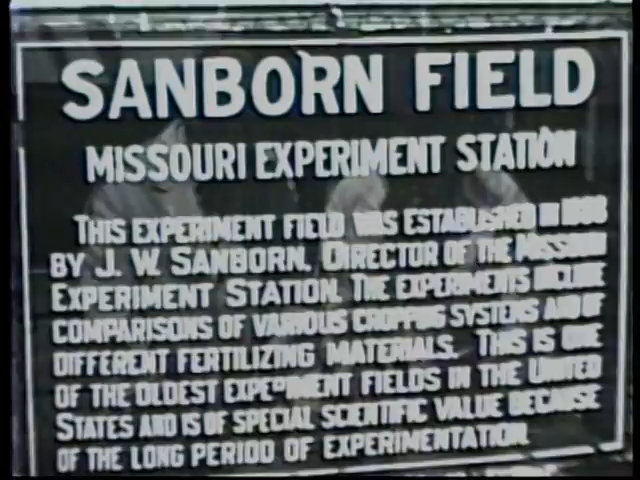 SANBORN FIELD
MISSOURI EXPERIMENT STATION
THIS EXPERIMENT FIELD WAS ESTABLISHED IN 1888
BY J. W. SANBORN, DIRECTOR OF THE MISSOURI
EXPERIMENT STATION. THE EXPERIMENTS INCLUDE
COMPARISONS OF VARIOUS CROPPING SYSTEMS AND OF
DIFFERENT FERTILIZING MATERIALS. THIS IS ONE
OF THE OLDEST EXPERIMENT FIELDS IN THE UNITED
STATES AND IS OF SPECIAL SCIENTIFIC VALUE BECAUSE
OF THE LONG PERIOD OF EXPERIMENTATION.